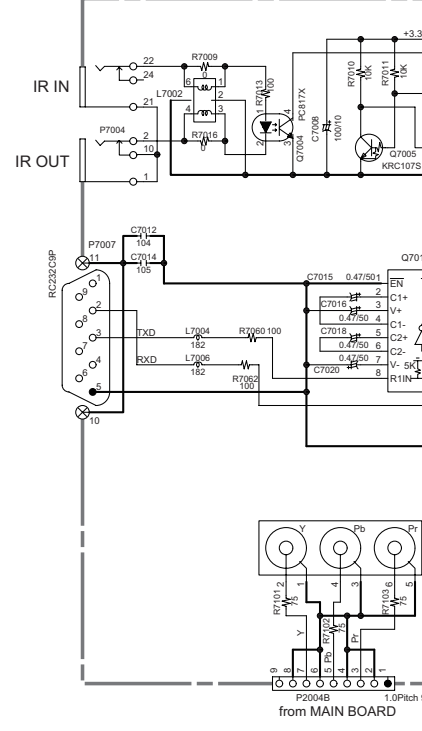 +3.3
22
R7009
0
24
IR IN
L7002
6
1
4
2
3
R7013
100
R7010
10K
R7011
10K
21
P7004
2
10
1
IR OUT
R7016
0
1
2
4
3
PC817X
Q7004
C7008
100/10
Q7005
KRC107S
P7007
11
C7012
104
C7014
105
RC232C9P
1
9
2
8
3
7
4
6
5
10
TXD
L7004
182
R7060 100
RXD
L7006
182
R7062
100
C7015
0.47/50
C7016
0.47/50
C7018
0.47/50
C7020
0.47/50
Q701
1
EN
2
C1+
3
V+
4
C1-
5
C2+
6
C2-
7
V-
5K
8
R1IN
Y
Pb
Pr
2
1
4
3
6
5
R7101
75
R7102
75
R7103
75
Y
Pb
Pr
9
8
7
6
5
4
3
2
1
P2004B
1.0Pitch
from MAIN BOARD